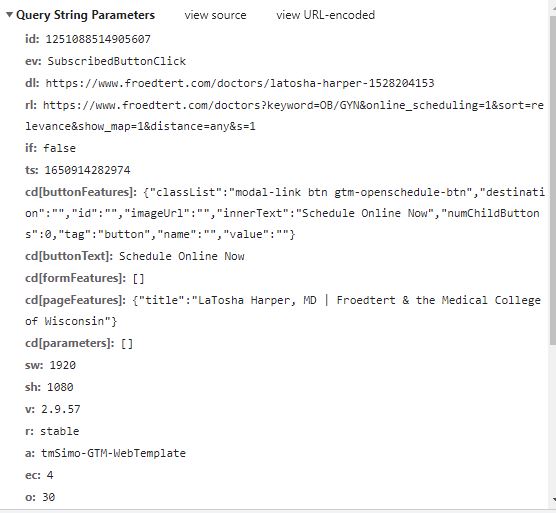 Query String Parameters view source view URL-encoded
id: 1251088514905607
ev: SubscribedButtonClick
dl: https://www.froedtert.com/doctors/latosha-harper-1528204153
rl: https://www.froedtert.com/doctors?keyword=OB/GYN&online_scheduling=1&sort=re
levance&show_map=1&distance=any&s=1
if: false
ts: 1650914282974
cd[buttonFeatures]: {"classList":"modal-link btn gtm-openschedule-btn","destinati
on":"","id":"","imageUrl":"","innerText":"Schedule Online Now","numChildButton
s":0,"tag":"button","name":"","value":""}
cd[buttonText]: Schedule Online Now
cd[formFeatures]: []
cd[pageFeatures]: {"title":"LaTosha Harper, MD | Froedtert & the Medical College
of Wisconsin"}
cd[parameters]: []
sw: 1920
sh: 1080
v: 2.9.57
r: stable
a: tmSimo-GTM-WebTemplate
ec: 4
o: 30